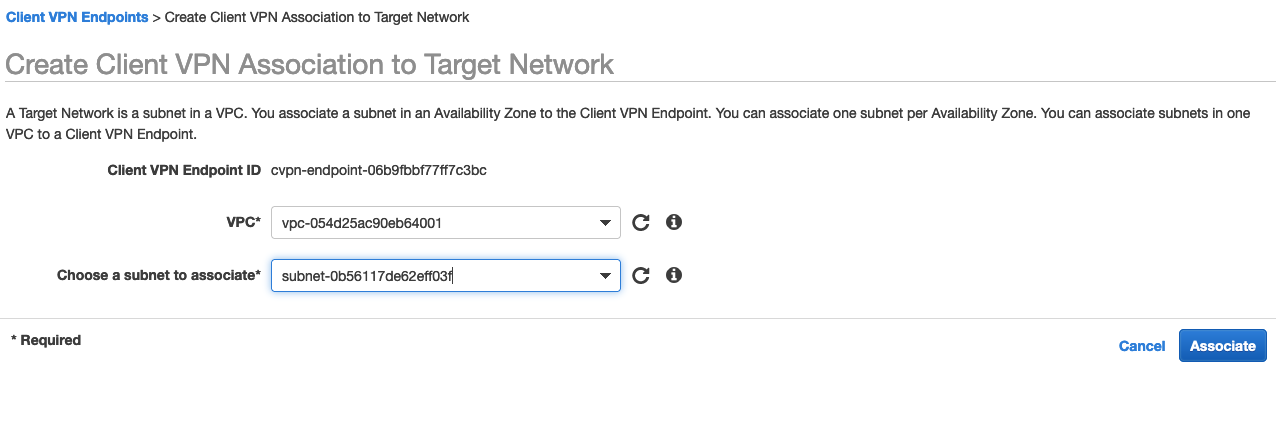 Client VPN Endpoints > Create Client VPN Association to Target Network
Create Client VPN Association to Target Network
A Target Network is a subnet in a VPC. You associate a subnet in an Availability Zone to the Client VPN Endpoint. You can associate one subnet per Availability Zone. You can associate subnets in one
VPC to a Client VPN Endpoint.
Client VPN Endpoint ID cvpn-endpoint-06b9fbbf77ff7c3bc
VPC* vpc-054d25ac90eb64001
Choose a subnet to associate* subnet-0b56117de62eff03f
* Required
Cancel Associate